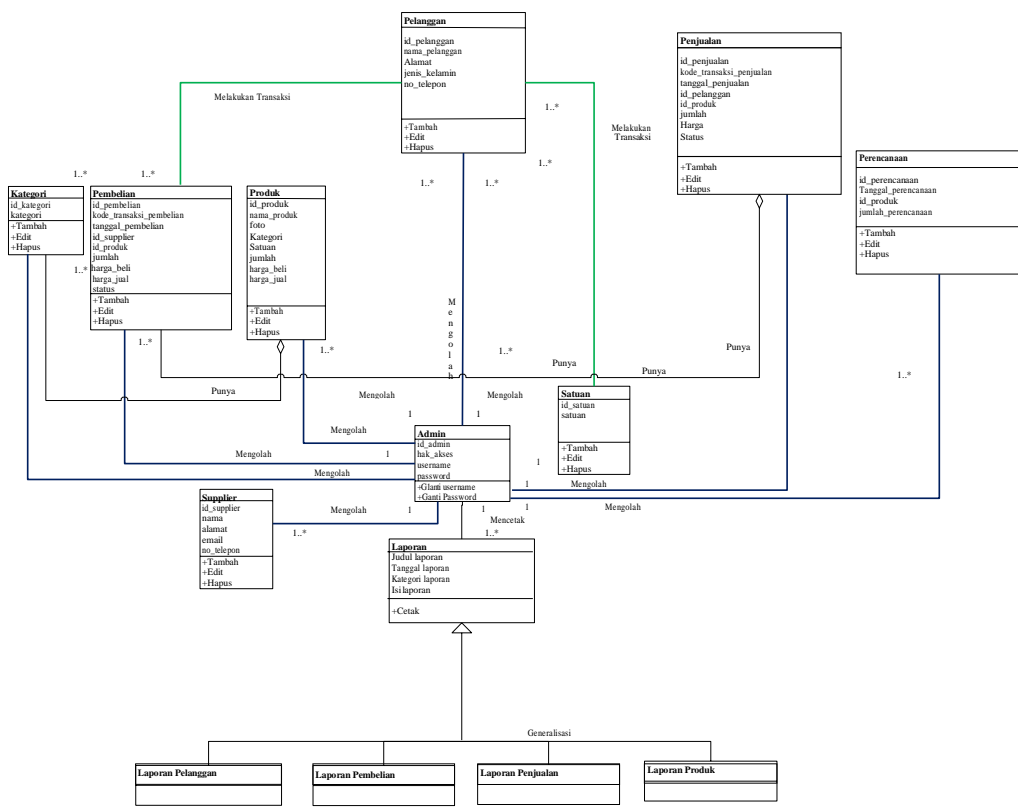 Pelanggan
id_pelanggan
nama_pelanggan
Alamat
jenis_kelamin
no_telepon
+Tambah
+Edit
+Hapus
Penjualan
id_penjualan
kode_transaksi_penjualan
tanggal_penjualan
id_pelanggan
id_produk
jumlah
Harga
Status
+Tambah
+Edit
+Hapus
Perencanaan
id_perencanaan
Tanggal_perencanaan
id_produk
jumlah_perencanaan
+Tambah
+Edit
+Hapus
Melakukan Transaksi
1..*
Melakukan
Transaksi
1..*
1..*
1..*
1..*
1..*
Kategori
id_kategori
kategori
+Tambah
+Edit
+Hapus
1..*
Pembelian
id_pembelian
kode_transaksi_pembelian
tanggal_pembelian
id_supplier
id_produk
jumlah
harga_beli
harga_jual
status
+Tambah
+Edit
+Hapus
Produk
id_produk
nama_produk
foto
Kategori
Satuan
jumlah
harga_beli
harga_jual
+Tambah
+Edit
+Hapus
Mengolah
1..*
1..*
1..*
Punya
Punya
Punya
Punya
1..*
Mengolah
1
1
Mengolah
Satuan
id_satuan
satuan
+Tambah
+Edit
+Hapus
Mengolah
Mengolah
1
Mengolah
Admin
id_admin
hak_akses
username
password
+GIanti username
+Ganti Password
1
1
Mengolah
Mengolah
Supplier
id_supplier
nama
alamat
email
no_telepon
+Tambah
+Edit
+Hapus
Mengolah
1
1
1
Mencetak
1..*
1..*
Laporan
Judul laporan
Tanggal laporan
Kategori laporan
Isilaporan
+Cetak
Generalisasi
Laporan Pelanggan
Laporan Pembelian
Laporan Penjualan
Laporan Produk